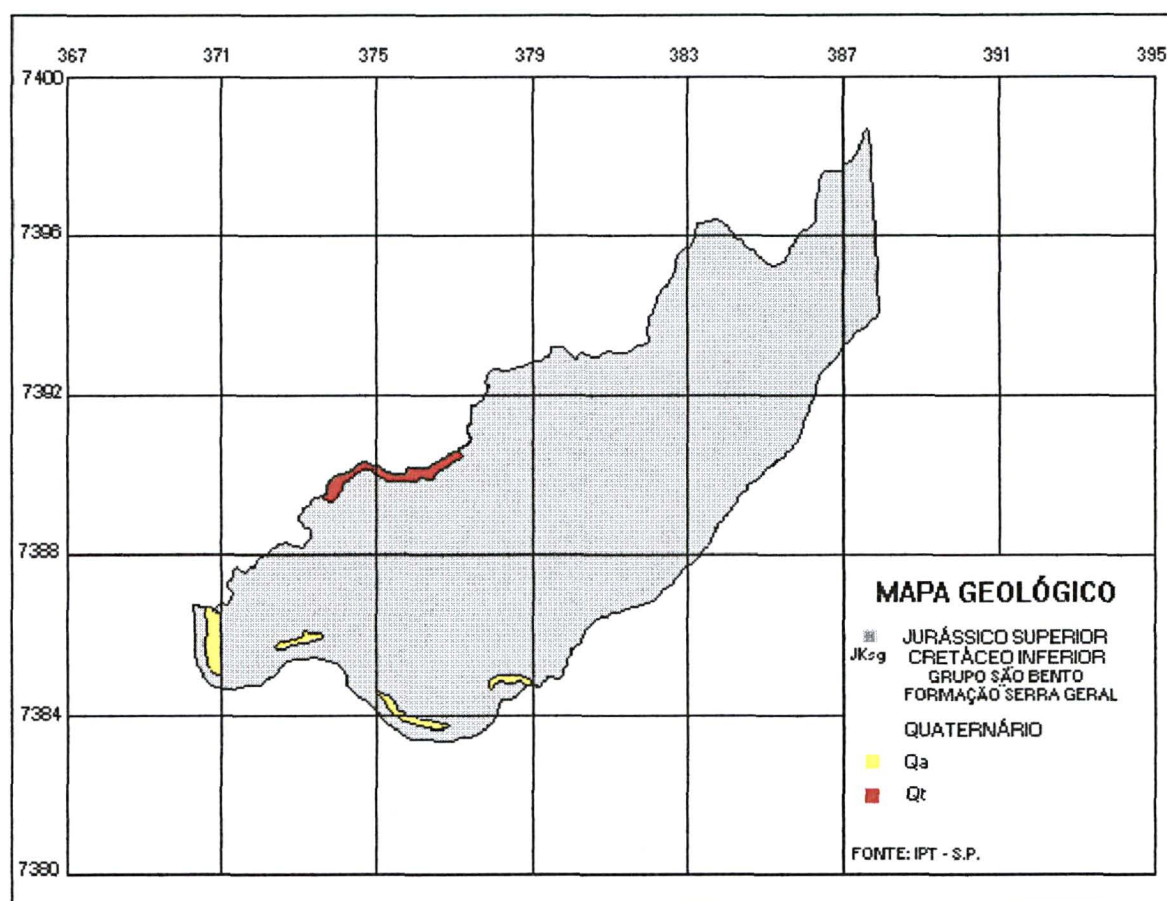 367 371 375 379 383 387 391 395
7400
7396
7392
7388
7384
7380
MAPA GEOLÓGICO
JURÁSSICO SUPERIOR
JKsg CRETÁCEO INFERIOR
GRUPO SÃO BENTO
FORMAÇÃO SERRA GERAL
QUATERNÁRIO
Qa
Qt
FONTE: IPT - S.P.